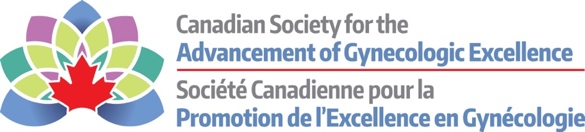 Canadian Society for the
Advancement of Gynecologic Excellence
Société Canadienne pour la
Promotion de l'Excellence en Gynécologie